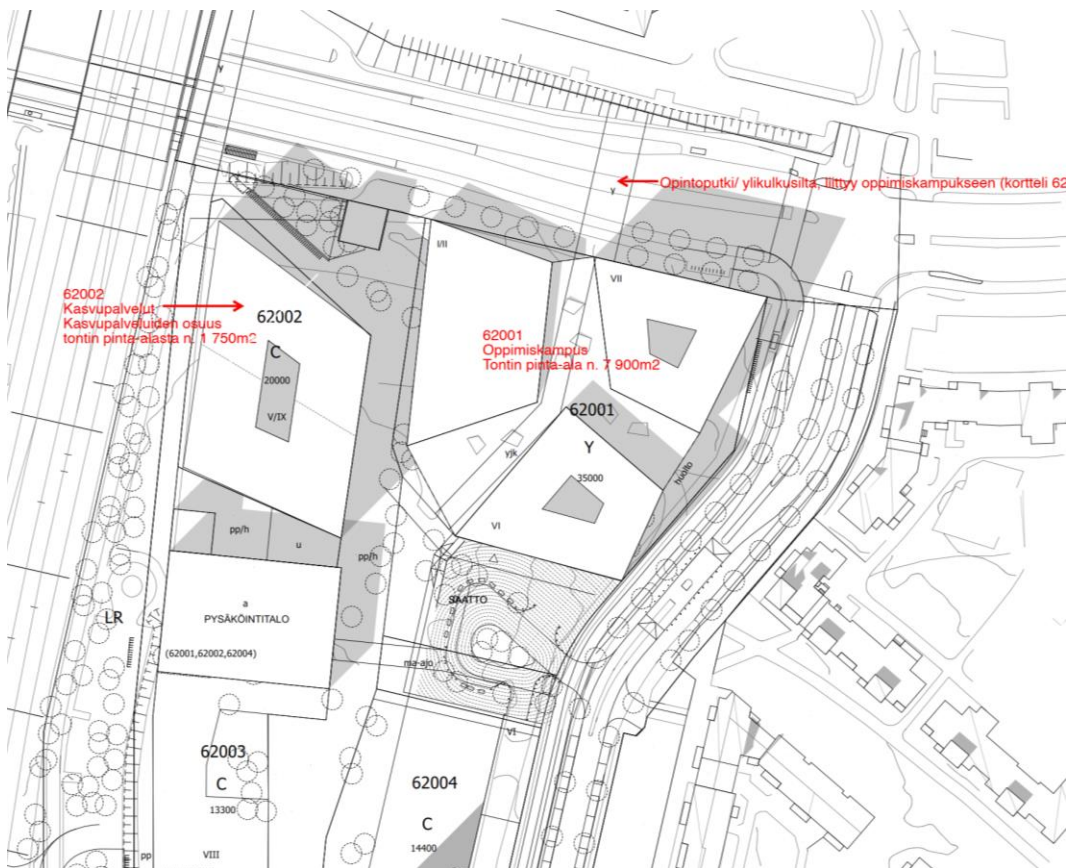 y
Opintoputki/ ylikulkusilta, liittyy oppimiskampukseen (kortteli 62
y
I/II
VII
62002
Kasvupalvelut
Kasvupalveluiden osuus
tontin pinta-alasta n. 1 750m2
62002
C
20000
V/IX
62001
Oppimiskampus
Tontin pinta-ala n. 7 900m2
62001
Y
35000
yjk
huolto
VI
pp/h
u
pp/h
a
PYSÄKÖINTITALO
(62001,62002,62004)
LR
SAATTO
ma-ajo
VI
62003
C
13300
VIII
pp
62004
C
14400